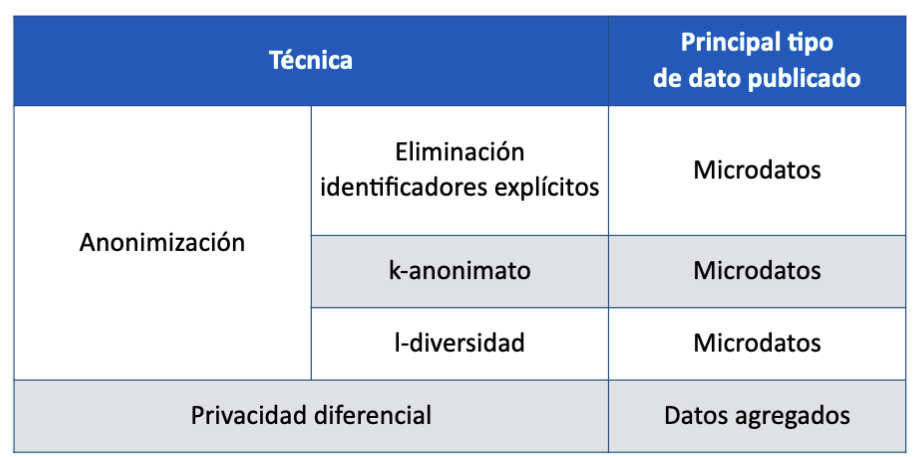 Técnica
Principal tipo
de dato publicado
Anonimización
Eliminación
identificadores explícitos
Microdatos
k-anonimato
Microdatos
l-diversidad
Microdatos
Privacidad diferencial
Datos agregados